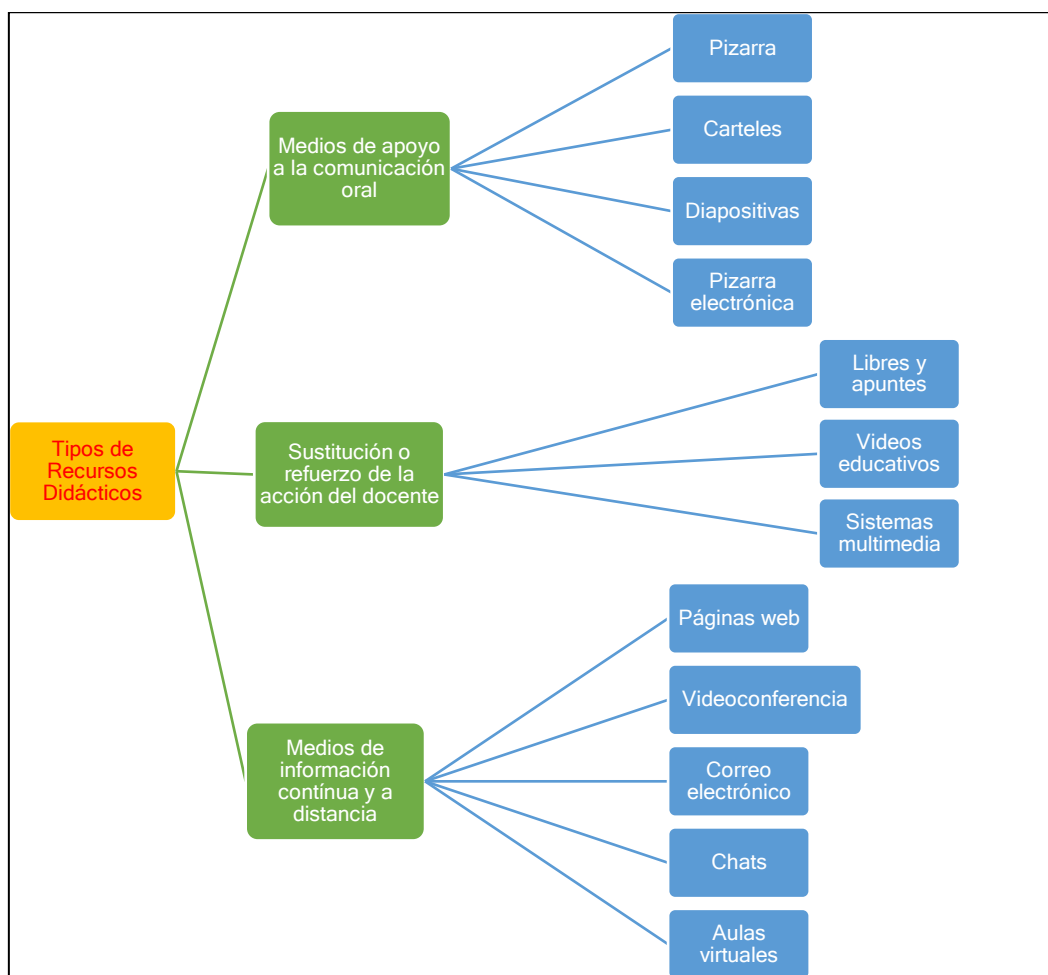 Tipos de
Recursos
Didácticos
Medios de apoyo
a la comunicación
oral
Pizarra
Carteles
Diapositivas
Pizarra
electrónica
Sustitución o
refuerzo de la
acción del docente
Libres y
apuntes
Videos
educativos
Sistemas
multimedia
Medios de
información
contínua y a
distancia
Páginas web
Videoconferencia
Correo
electrónico
Chats
Aulas
virtuales